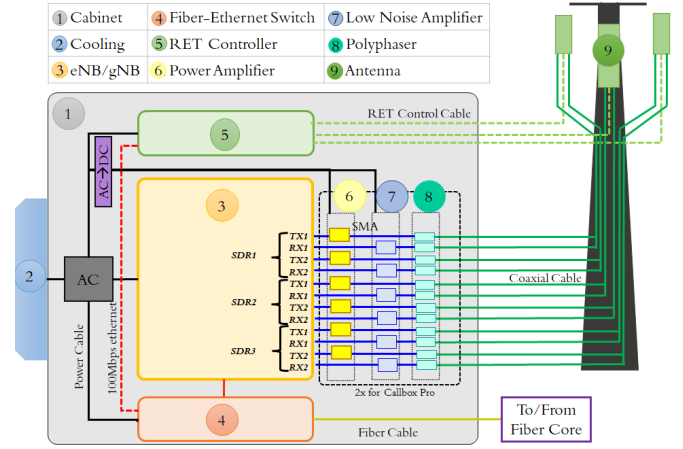 1 Cabinet 4 Fiber-Ethernet Switch 7 Low Noise Amplifier
2 Cooling 5 RET Controller 8 Polyphaser
3 eNB/gNB 6 Power Amplifier 9 Antenna
9
1
RET Control Cable
5
AC→DC
3
6
7
8
SMA
TX1
RX1
SDR1
TX2
RX2
2
AC
Coaxial Cable
TX1
RX1
SDR2
TX2
RX2
TX1
RX1
SDR3
TX2
RX2
Power Cable
100Mbps ethernet
2x for Callbox Pro
4
Fiber Cable
To/From
Fiber Core